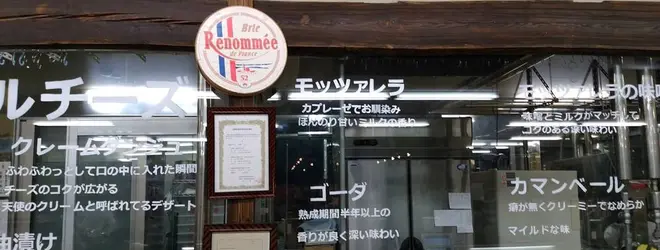 ルチーズ
クレームダンジュ
ふわふわっとして口の中に入れた瞬間
チーズのコクが広がる
天使のクリームと呼ばれてるデザート
油漬け
Brie
Renommée
de France
52
モッツァレラ
カプレーゼでお馴染み
ほんのり甘いミルクの香り
ゴーダ
熟成期間半年以上の
香りが良く深い味わい
モッツァレラの味噌
味噌とミルクがマッチして
コクのある深い味わい
カマンベール
癖が無くクリーミーでなめらか
マイルドな味